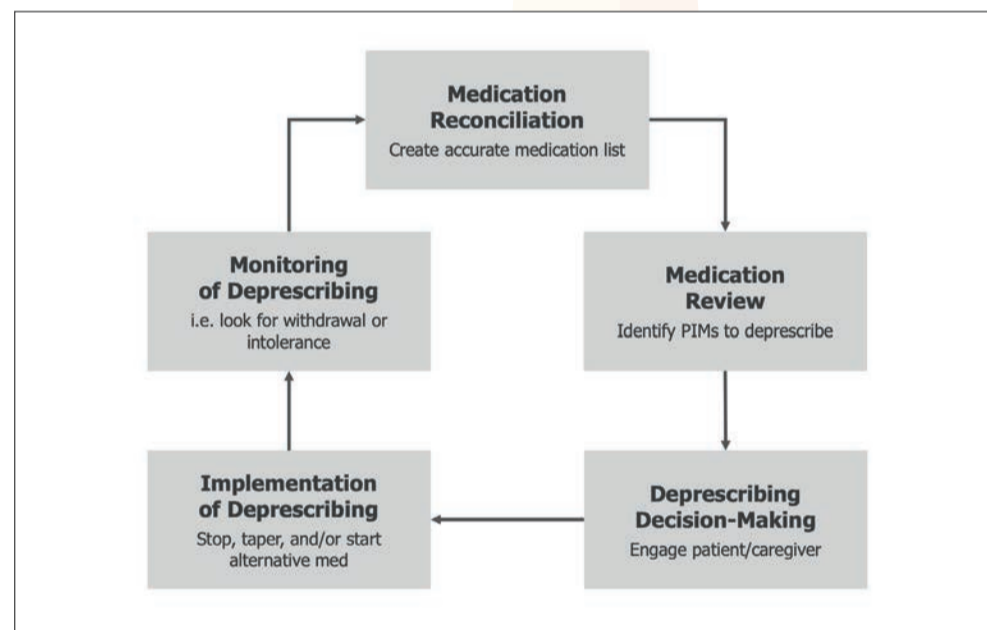 Medication
Reconciliation
Create accurate medication list
Medication
Review
Identify PIMs to deprescribe
Deprescribing
Decision-Making
Engage patient/caregiver
Implementation
of Deprescribing
Stop, taper, and/or start
alternative med
Monitoring
of Deprescribing
i.e. look for withdrawal or
intolerance